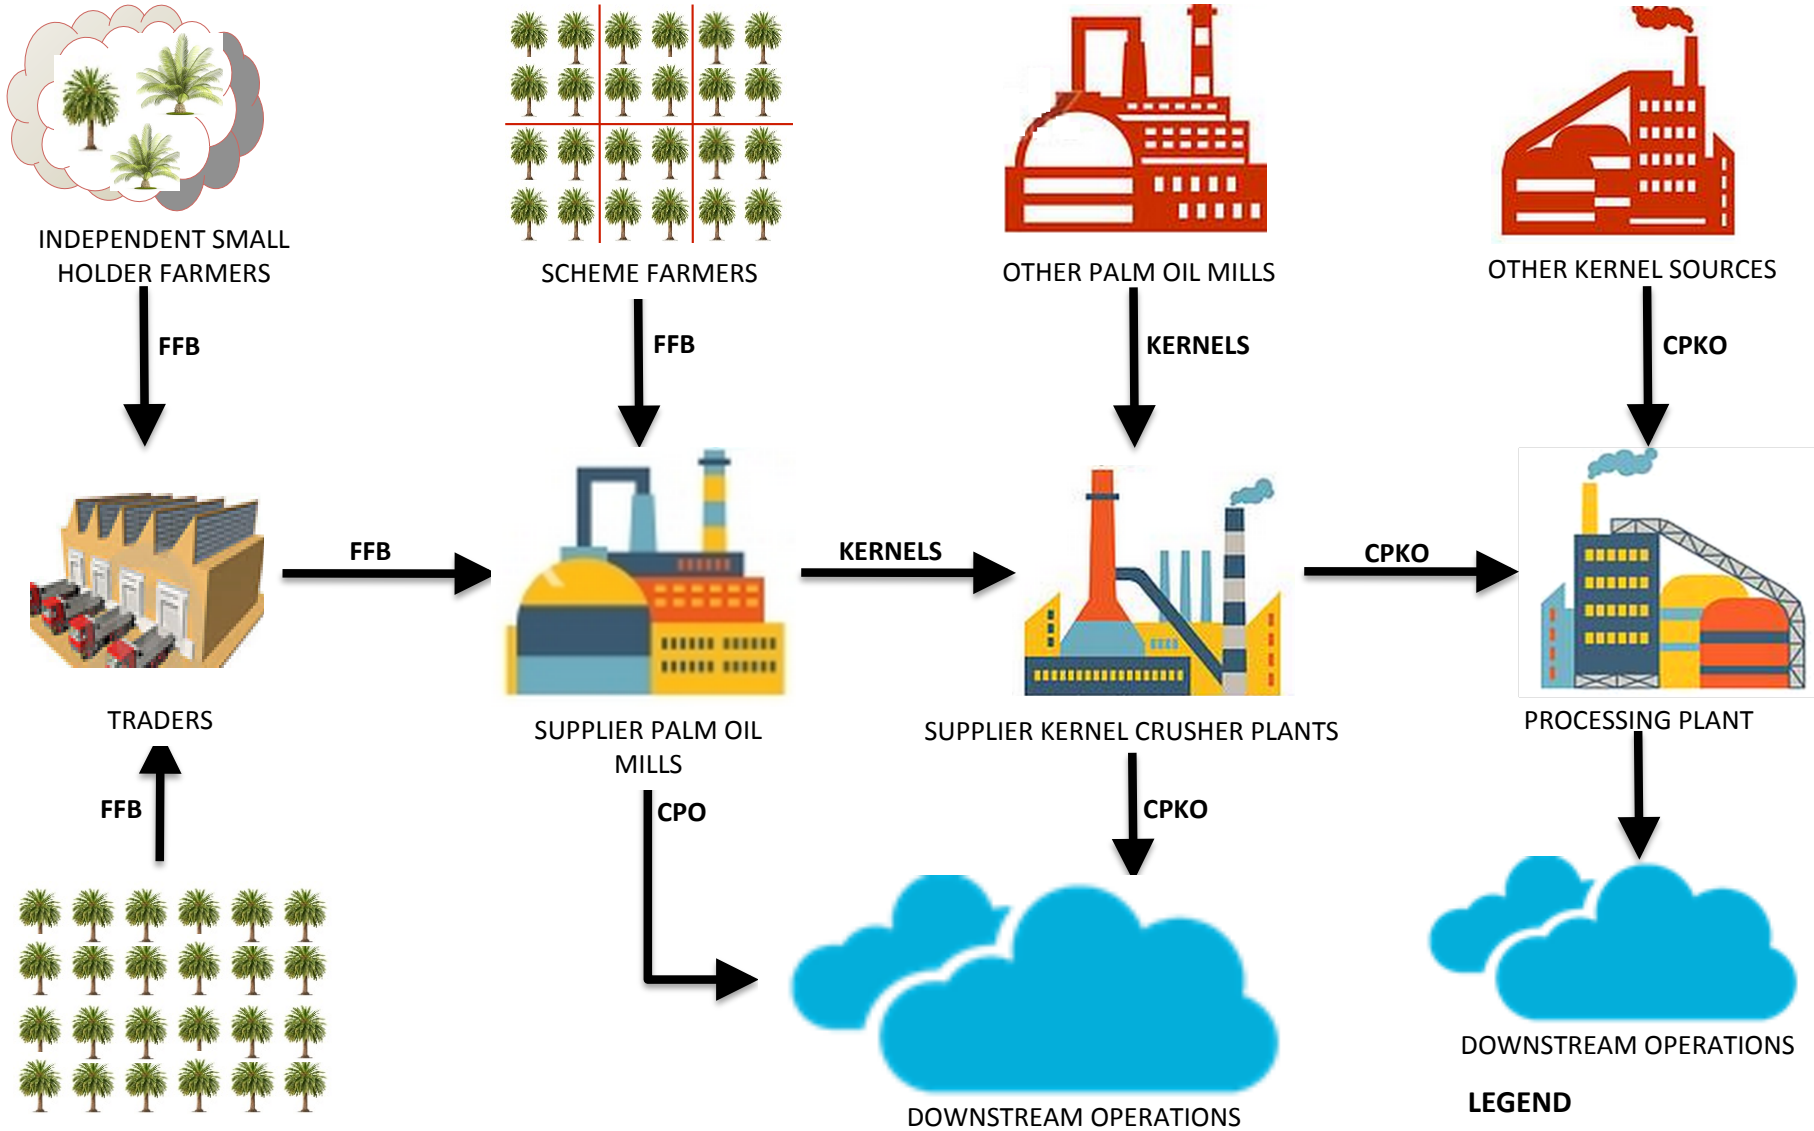 INDEPENDENT SMALL
HOLDER FARMERS
SCHEME FARMERS
OTHER PALM OIL MILLS
OTHER KERNEL SOURCES
FFB
FFB
KERNELS
CPKO
FFB
KERNELS
CPKO
TRADERS
SUPPLIER PALM OIL
MILLS
SUPPLIER KERNEL CRUSHER PLANTS
PROCESSING PLANT
FFB
CPO
CPKO
DOWNSTREAM OPERATIONS
DOWNSTREAM OPERATIONS
LEGEND